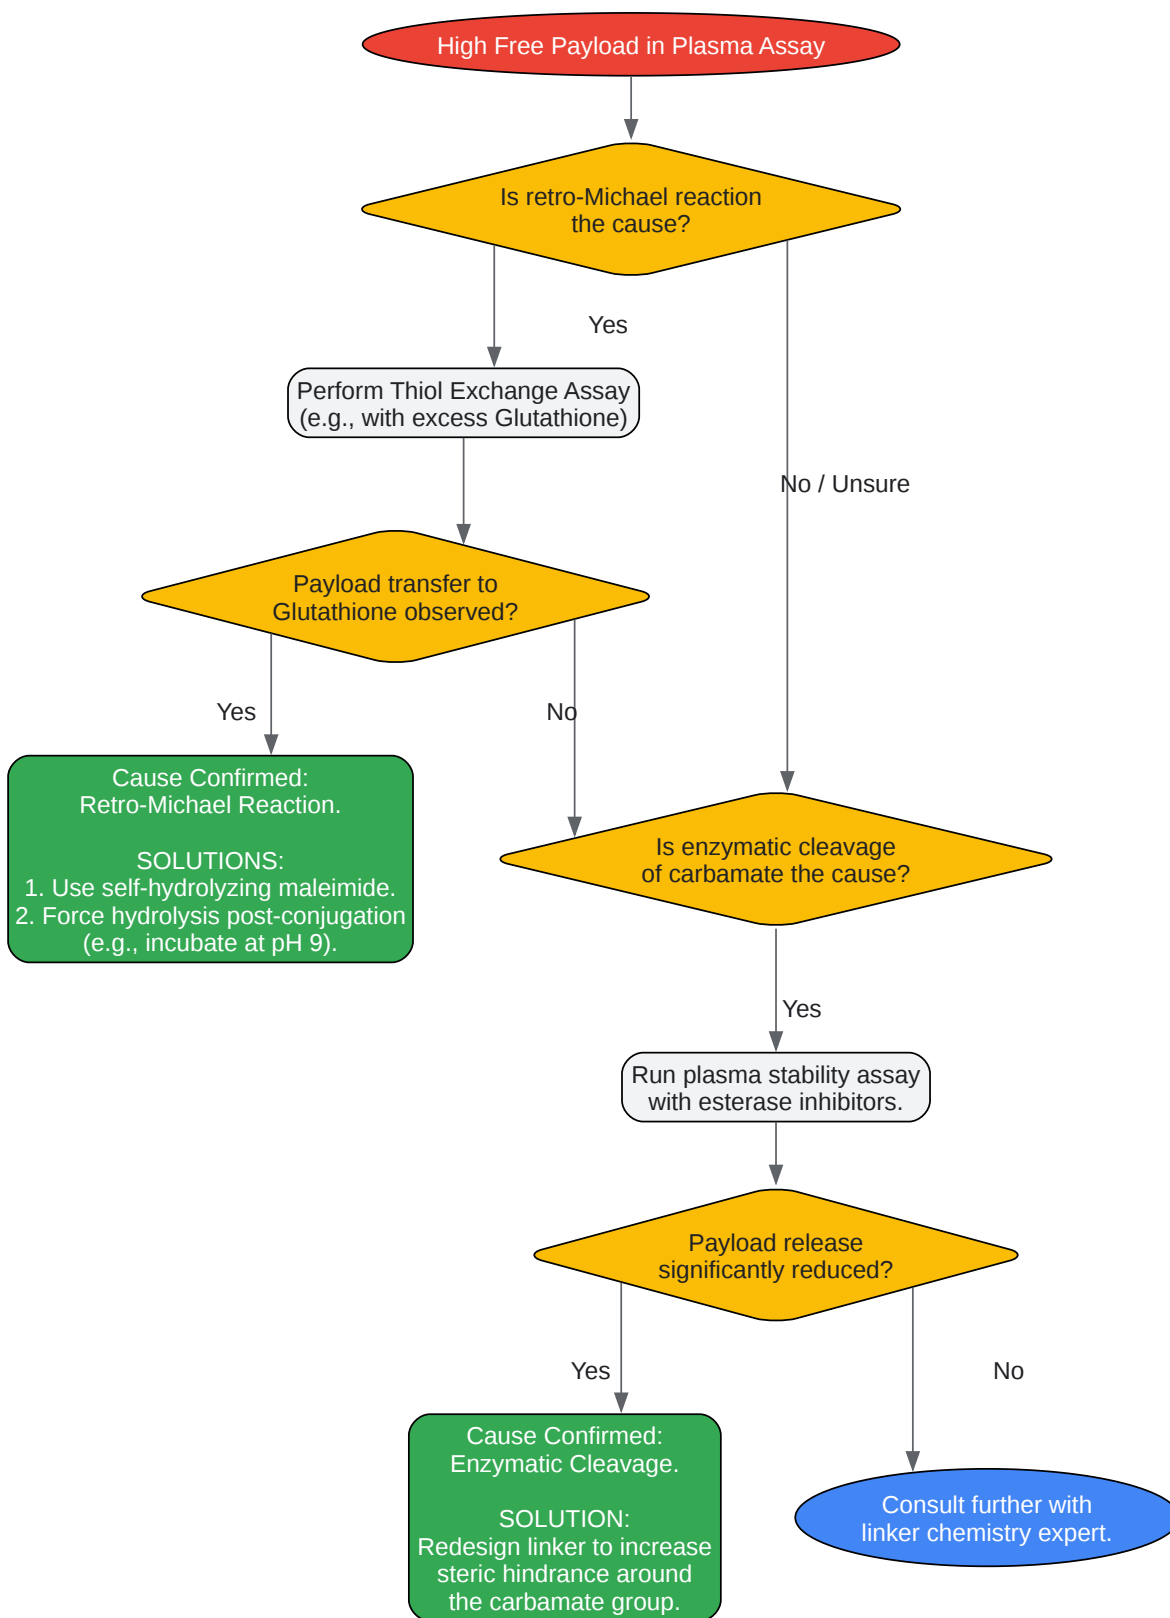 High Free Payload in Plasma Assay
Is retro-Michael reaction
the cause?
Yes
Perform Thiol Exchange Assay
(e.g., with excess Glutathione)
No / Unsure
Payload transfer to
Glutathione observed?
Yes
No
Cause Confirmed:
Retro-Michael Reaction.
SOLUTIONS:
1. Use self-hydrolyzing maleimide.
2. Force hydrolysis post-conjugation
(e.g., incubate at pH 9).
Is enzymatic cleavage
of carbamate the cause?
Yes
Run plasma stability assay
with esterase inhibitors.
Payload release
significantly reduced?
Yes
No
Cause Confirmed:
Enzymatic Cleavage.
SOLUTION:
Redesign linker to increase
steric hindrance around
the carbamate group.
Consult further with
linker chemistry expert.